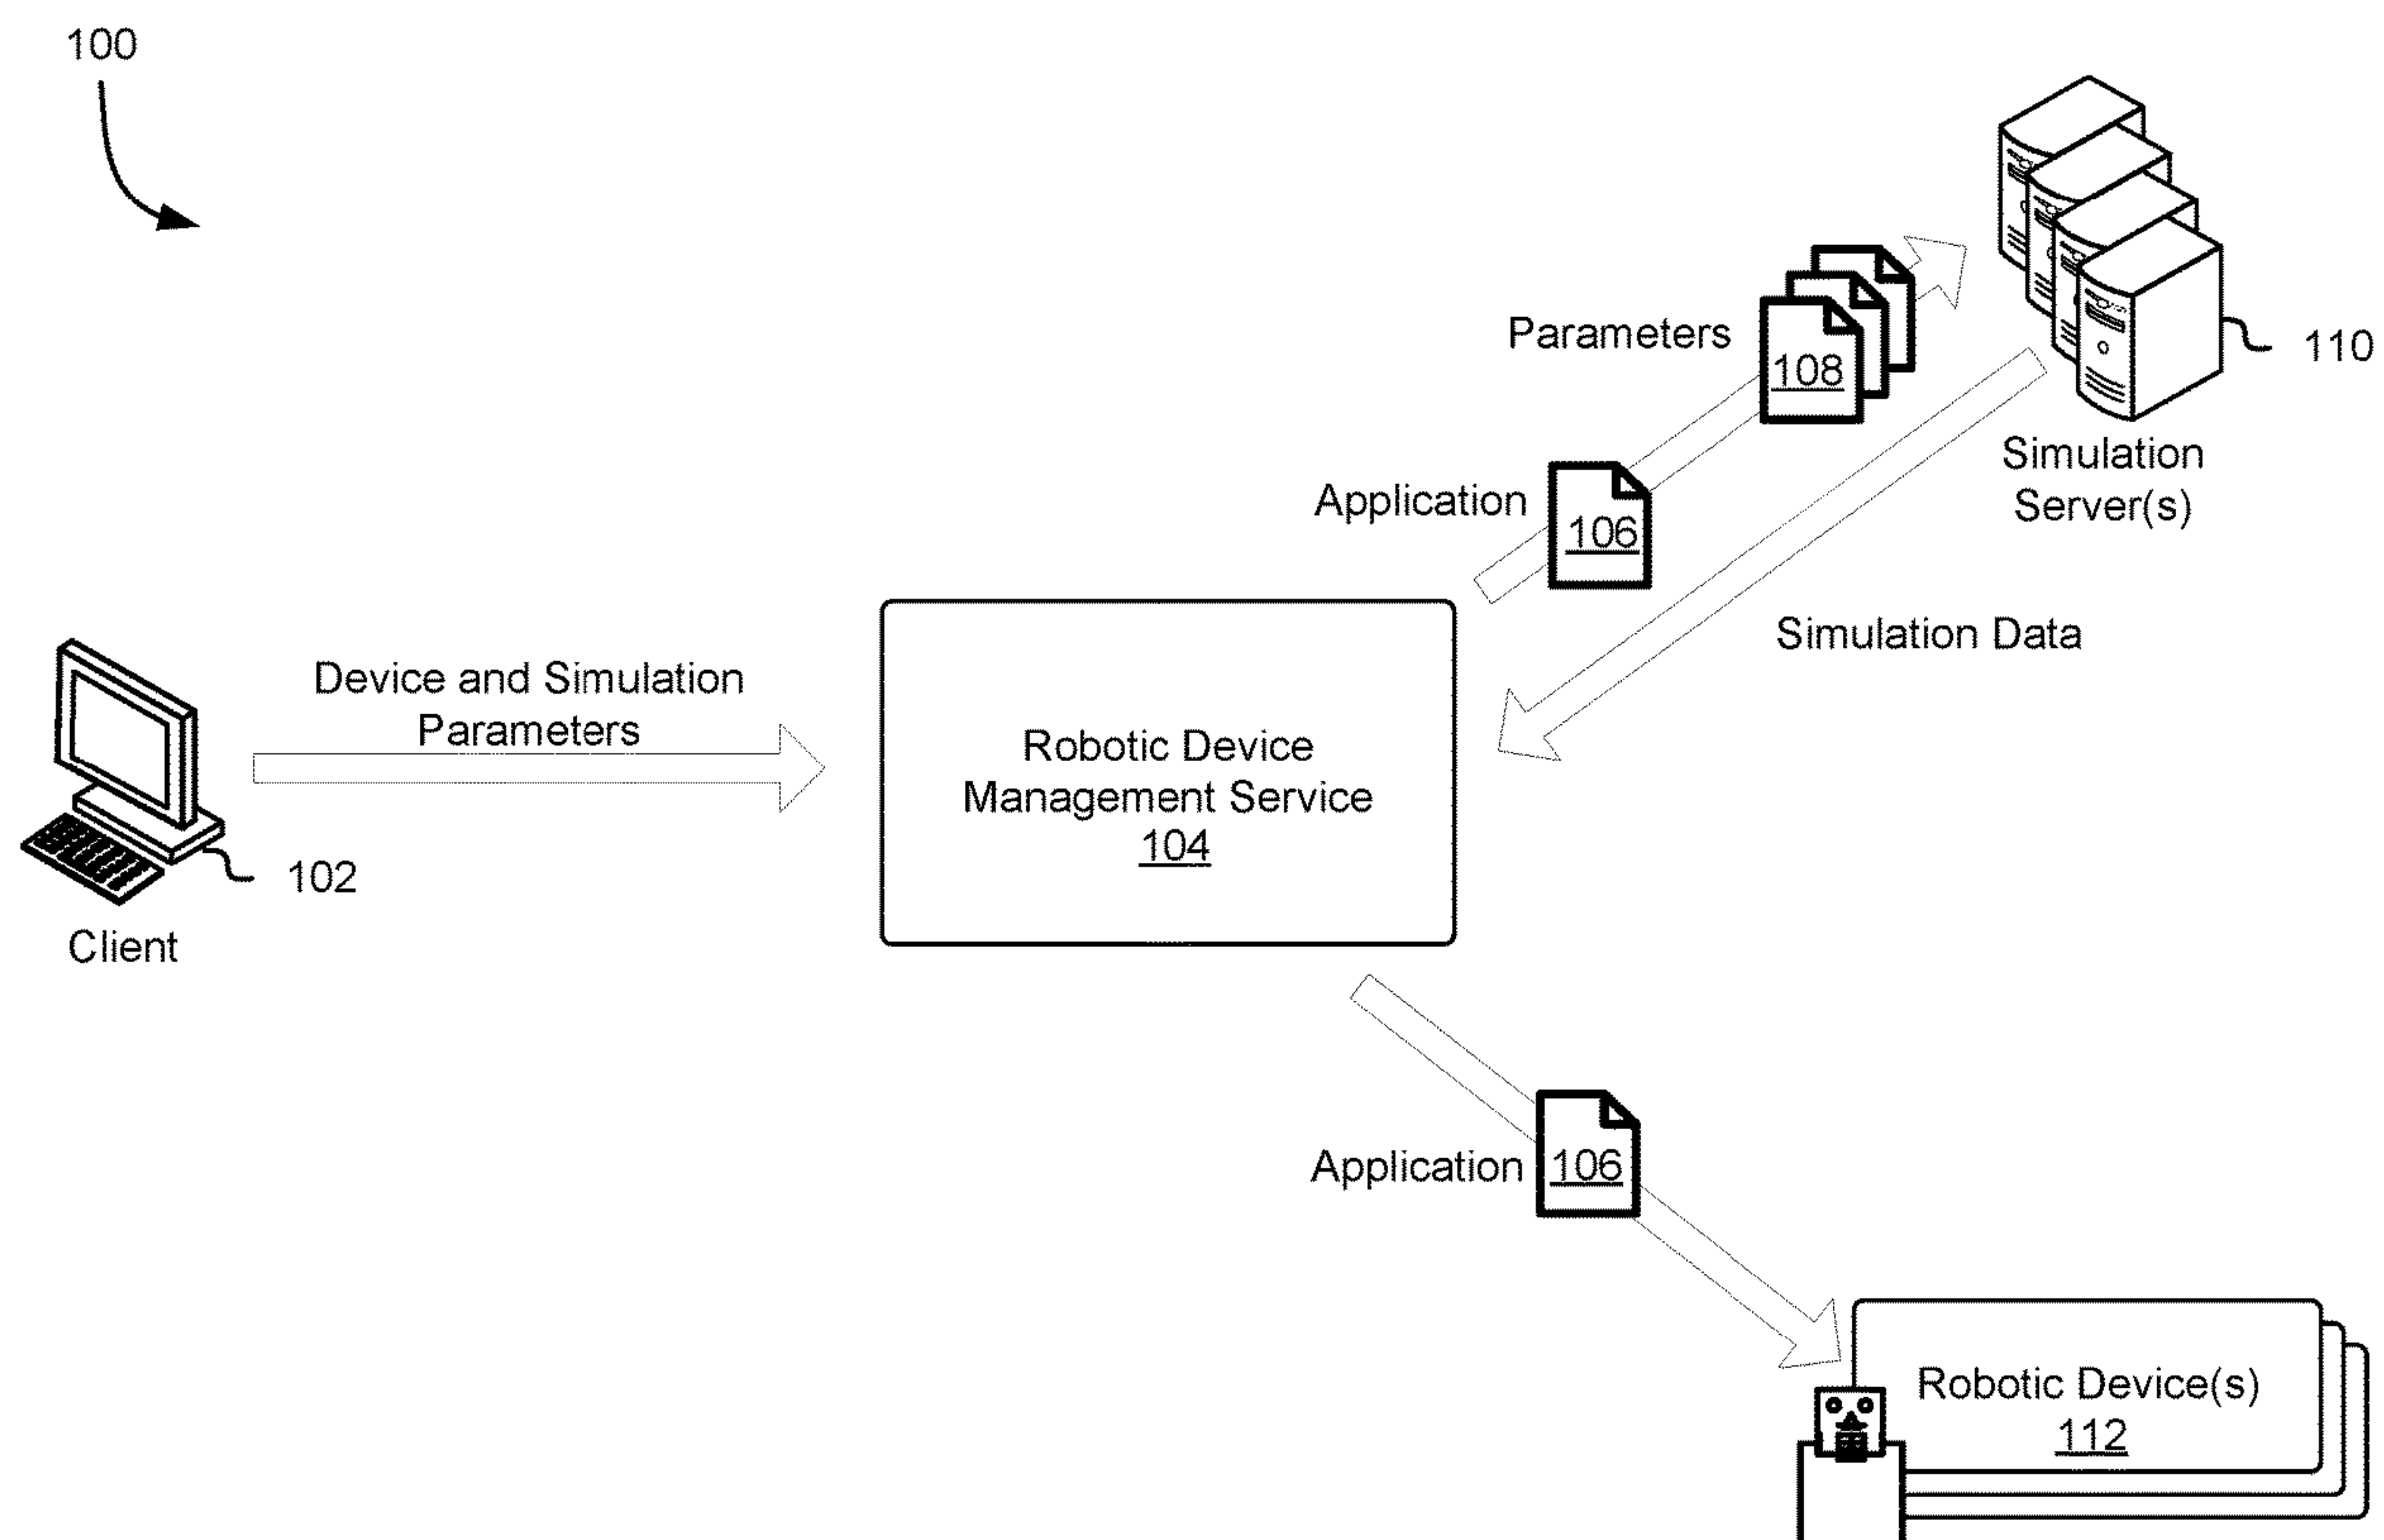 100
Parameters
108
110
Simulation
Server(s)
Application
106
Simulation Data
Device and Simulation
Parameters
Robotic Device
Management Service
104
102
Client
Application
106
Robotic Device(s)
112